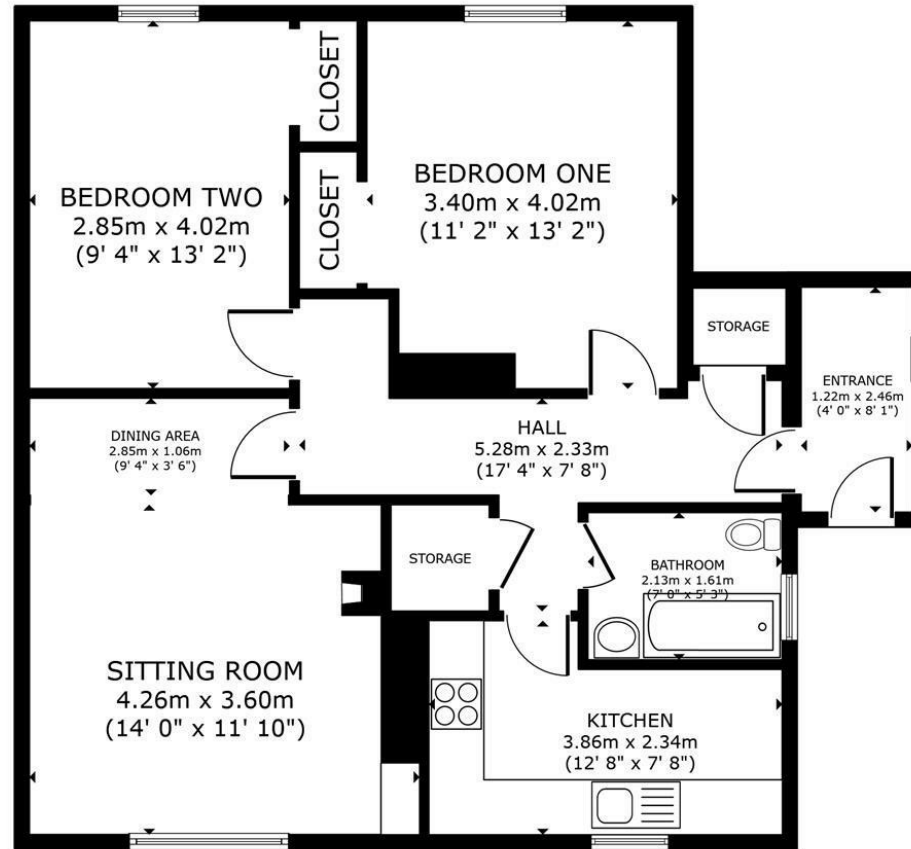 CLOSET
BEDROOM TWO
2.85m x 4.02m
(9' 4" x 13' 2")
CLOSET
BEDROOM ONE
3.40m x 4.02m
(11' 2" x 13' 2")
STORAGE
ENTRANCE
1.22m x 2.46m
(4' 0" x 8' 1")
DINING AREA
2.85m x 1.06m
(9' 4" x 3' 6")
HALL
5.28m x 2.33m
(17' 4" x 7' 8")
STORAGE
BATHROOM
2.13m x 1.61m
(7' 0" x 5' 3")
SITTING ROOM
4.26m x 3.60m
(14' 0" x 11' 10")
KITCHEN
3.86m x 2.34m
(12' 8" x 7' 8")